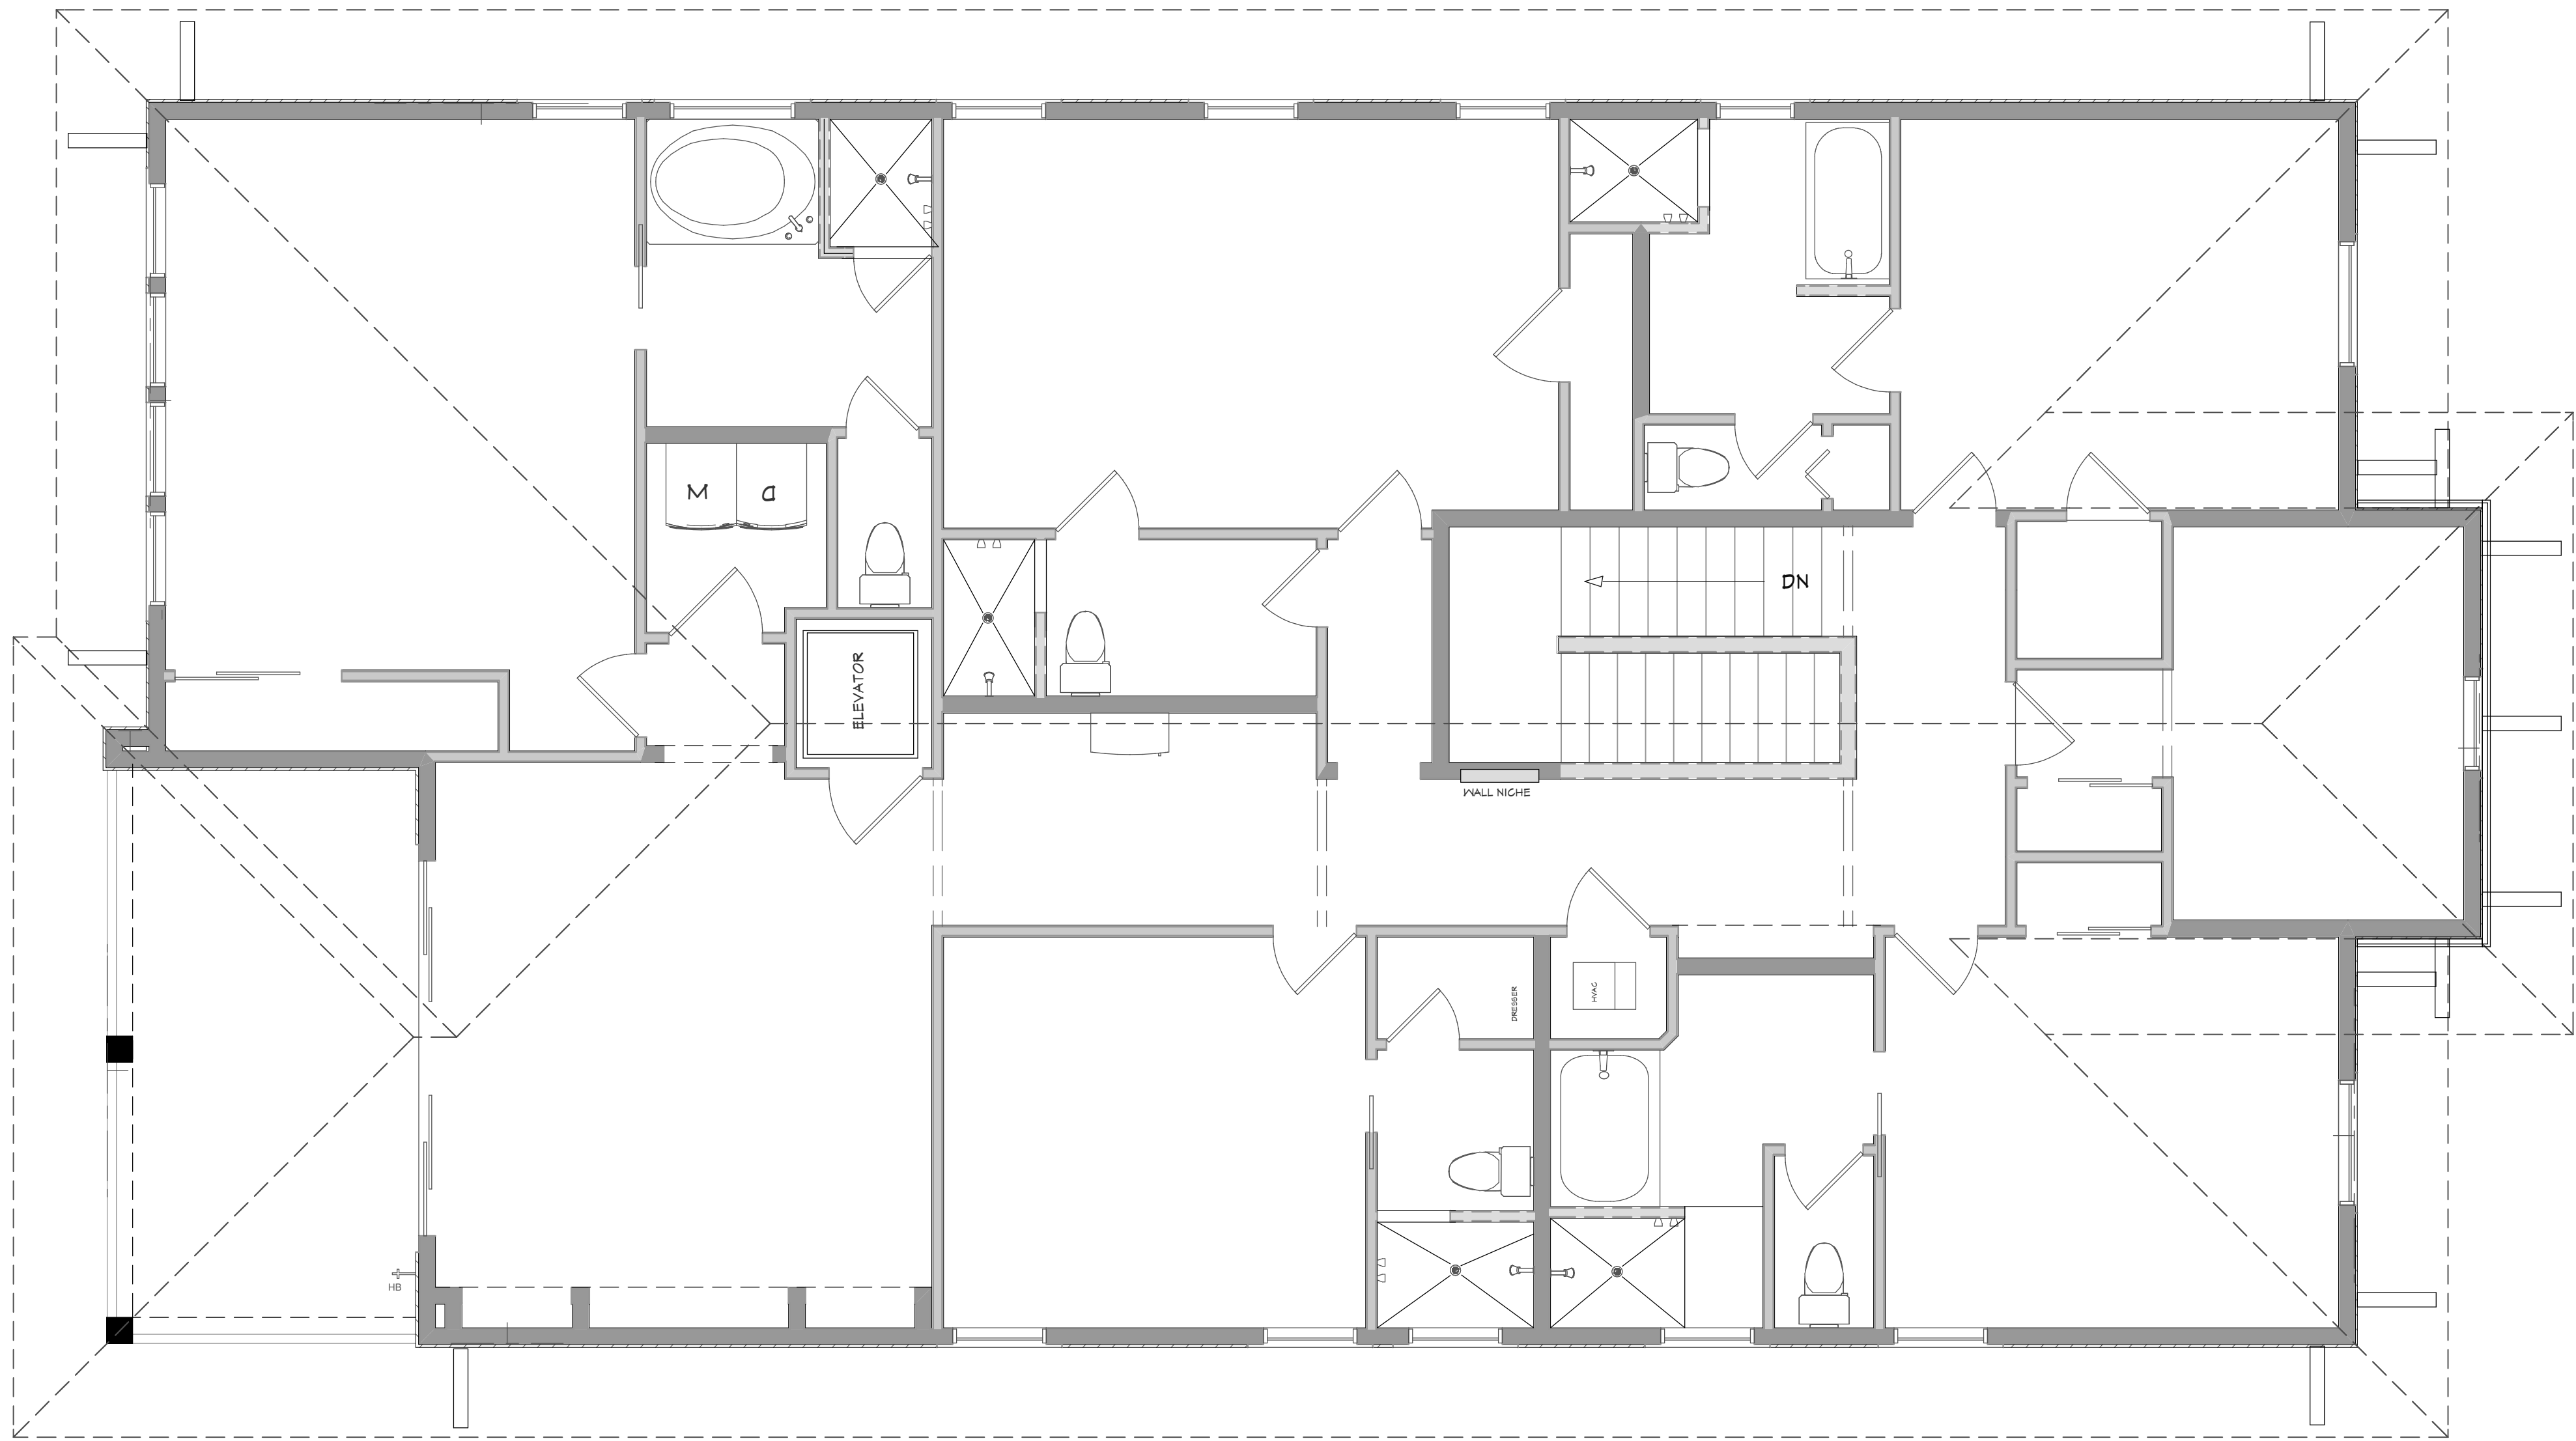 M
a
DN
ELEVATOR
WALL NICHE
DRESSER
HVAC
HB